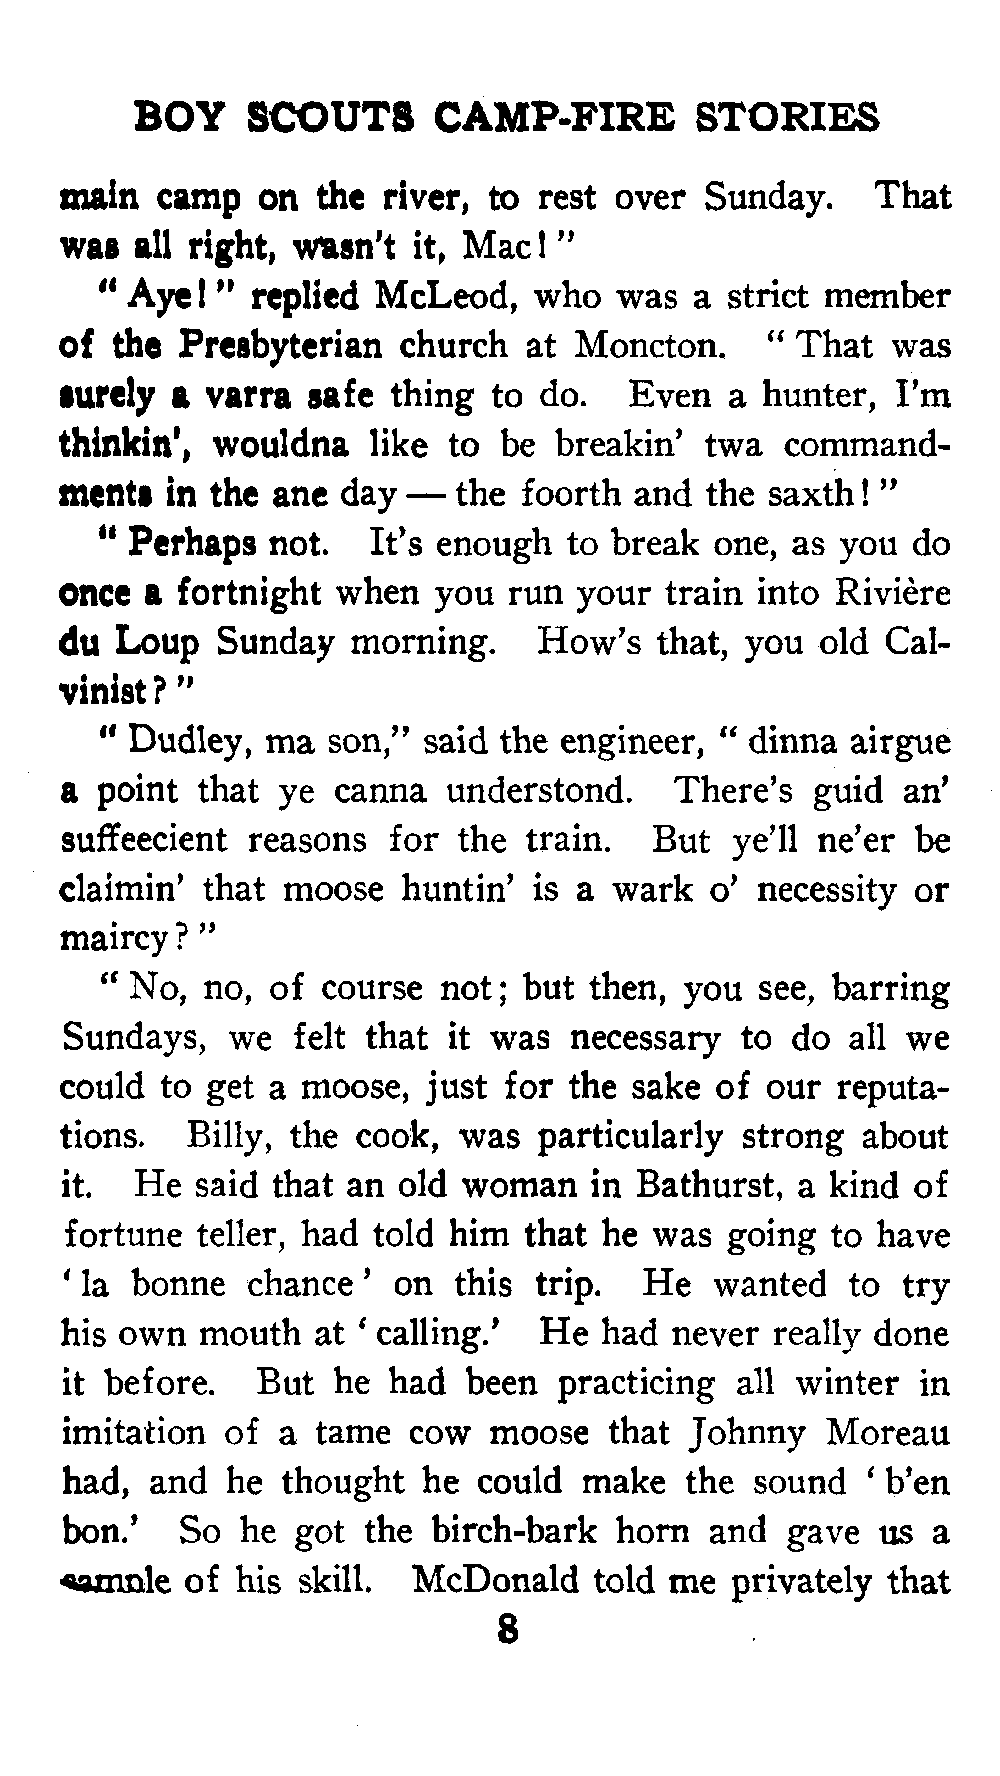 BOY SCOUTS CAMP-FIRE STORIES
main camp on the river, to rest over Sunday. That
was all right, wasn't it, Mac!"
"Aye!" replied McLeod, who was a strict member
of the Presbyterian church at Moncton. "That was
surely a varra safe thing to do. Even a hunter, I'm
thinkin', wouldna like to be breakin' twa command-
ments in the ane day — the foorth and the saxth!"
"Perhaps not. It's enough to break one, as you do
once a fortnight when you run your train into Rivière
du Loup Sunday morning. How's that, you old Cal-
vinist?"
"Dudley, ma son," said the engineer, "dinna airgue
a point that ye canna understond. There's guid an'
suffeecient reasons for the train. But ye'll ne'er be
claimin' that moose huntin' is a wark o' necessity or
maircy?"
"No, no, of course not; but then, you see, barring
Sundays, we felt that it was necessary to do all we
could to get a moose, just for the sake of our reputa-
tions. Billy, the cook, was particularly strong about
it. He said that an old woman in Bathurst, a kind of
fortune teller, had told him that he was going to have
'la bonne chance' on this trip. He wanted to try
his own mouth at 'calling.' He had never really done
it before. But he had been practicing all winter in
imitation of a tame cow moose that Johnny Moreau
had, and he thought he could make the sound 'b'en
bon.' So he got the birch-bark horn and gave us a
sample of his skill. McDonald told me privately that
8